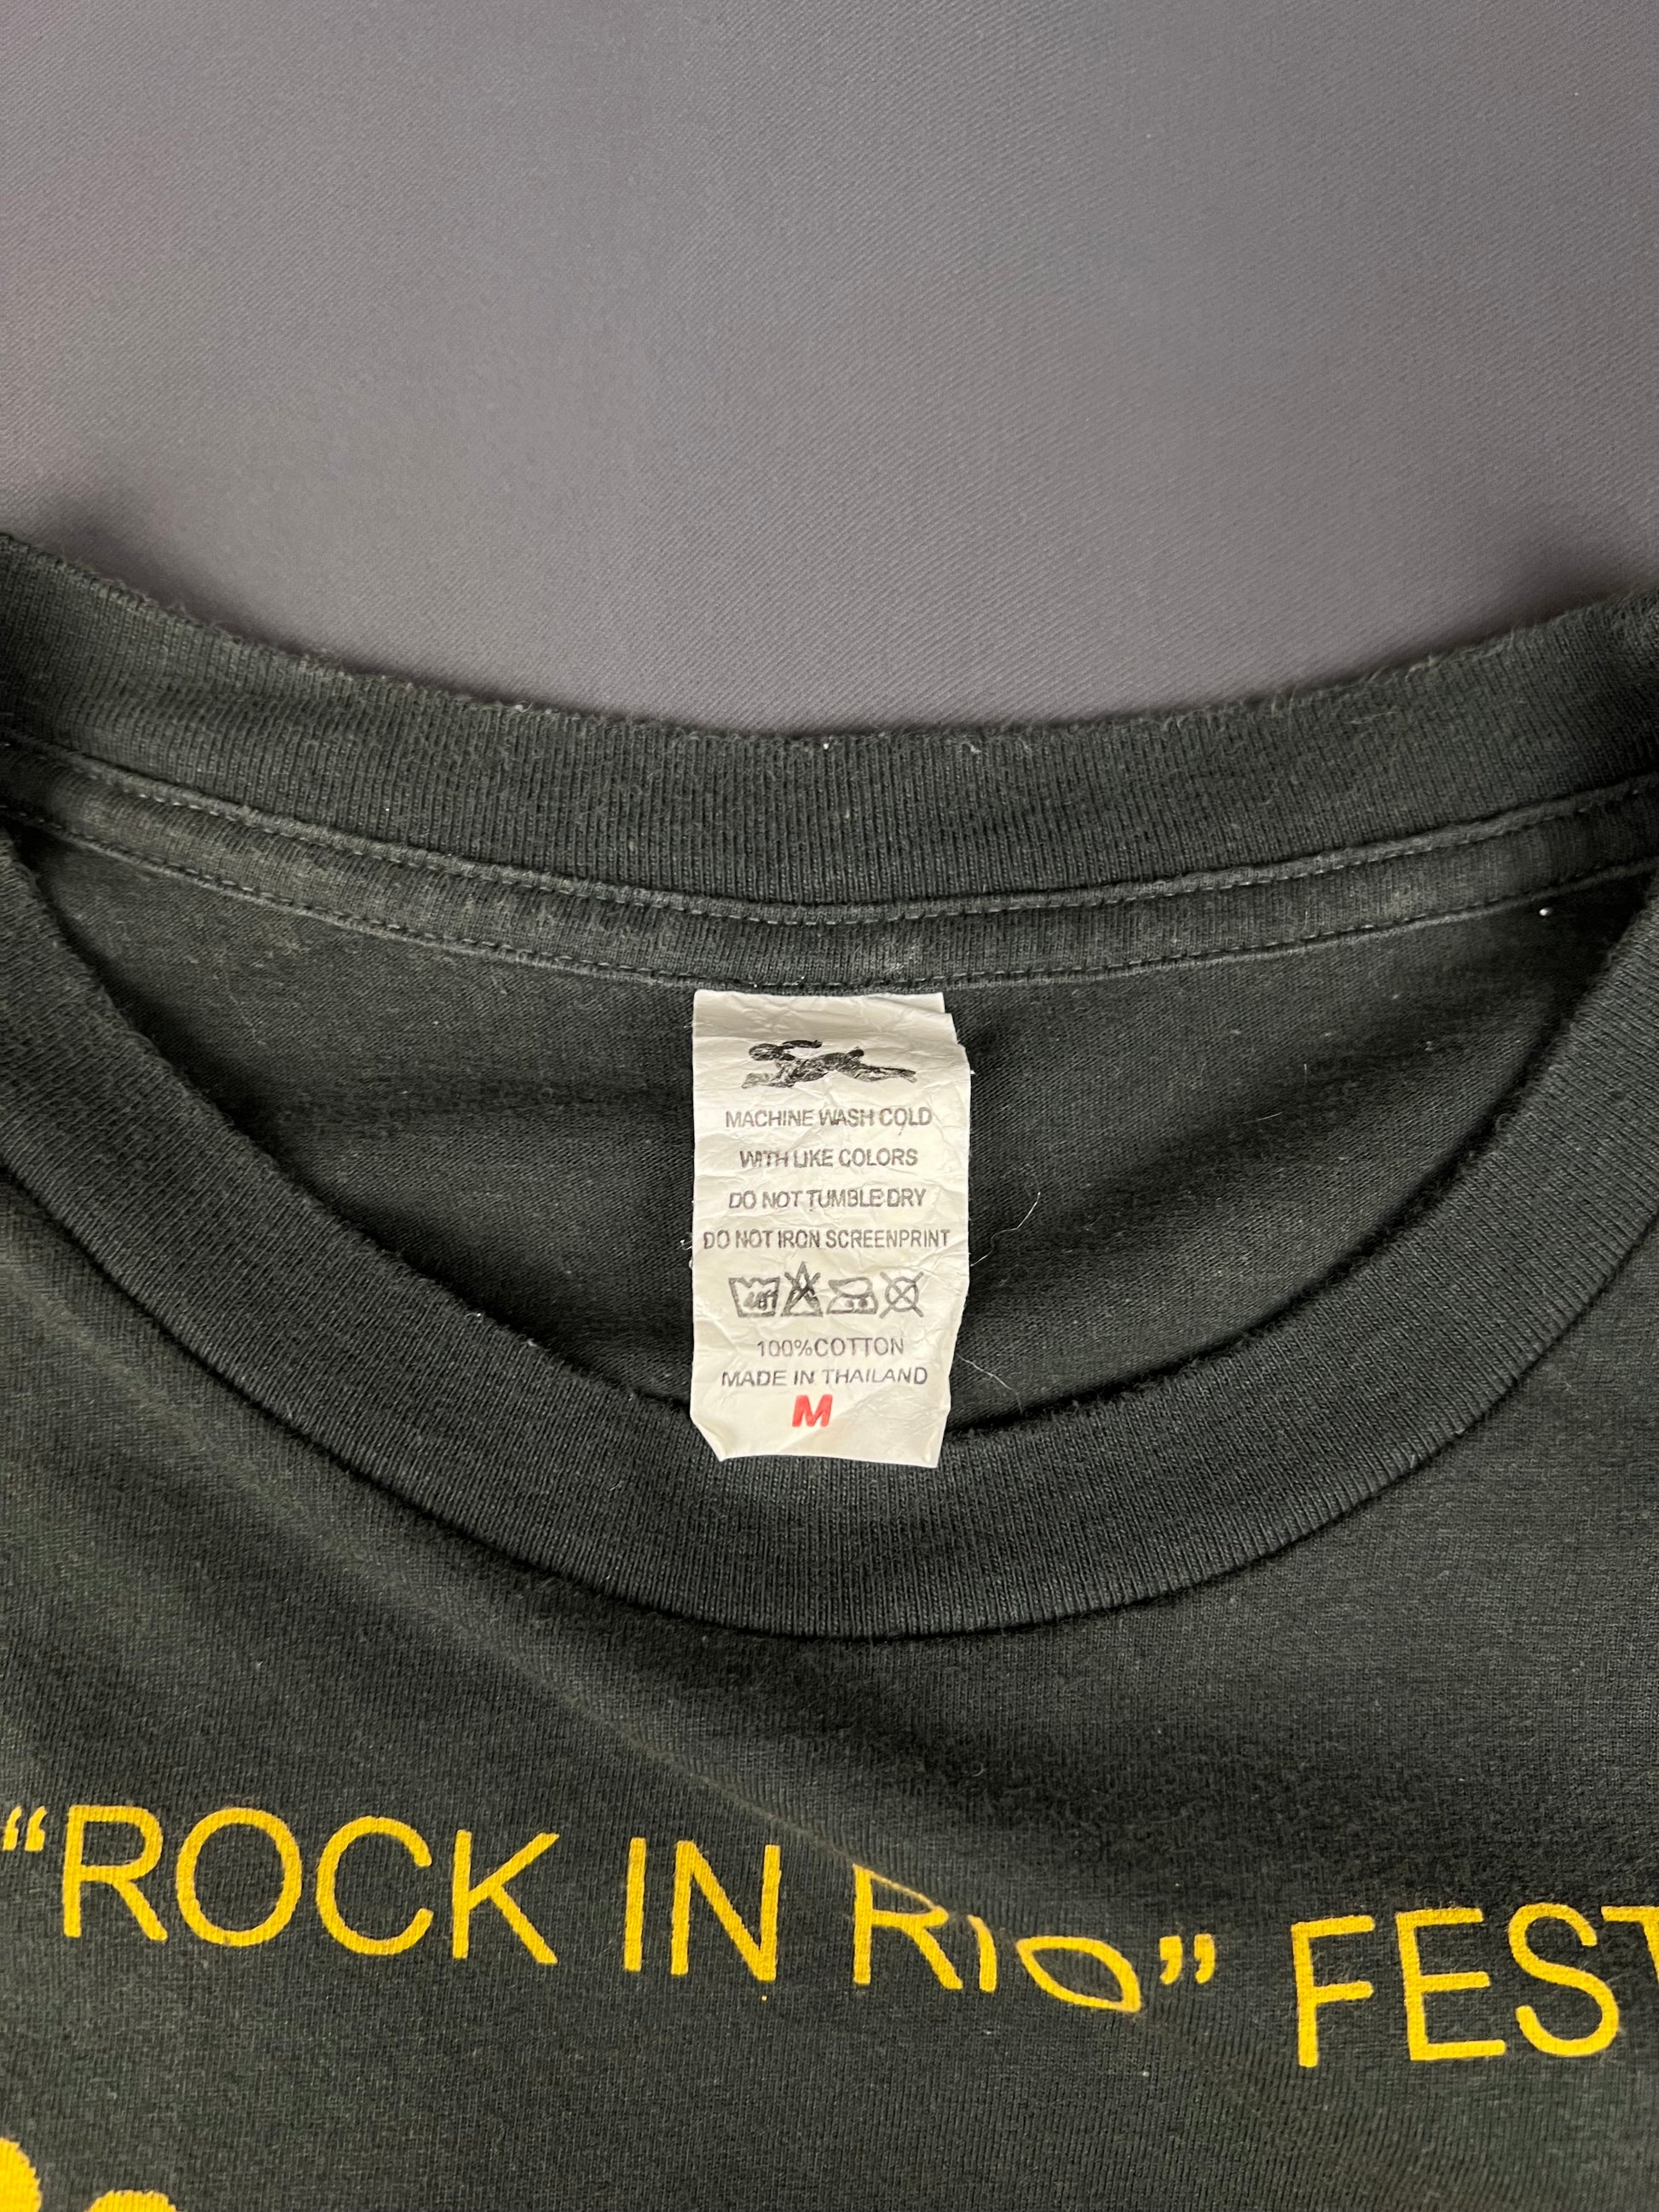 MACHINE WASH COLD
WITH LIKE COLORS
DO NOT TUMBLE DRY
DO NOT IRON SCREENPRINT
100%COTTON
MADE IN THAILAND
M
“ROCK IN RIO” FEST